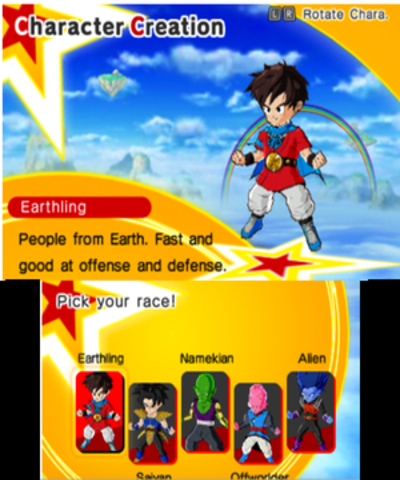 Character Creation
L R Rotate Chara.
Earthling
People from Earth. Fast and
good at offense and defense.
Pick your race!
Earthling
Namekian
Alien
Saiyan
Offworlder